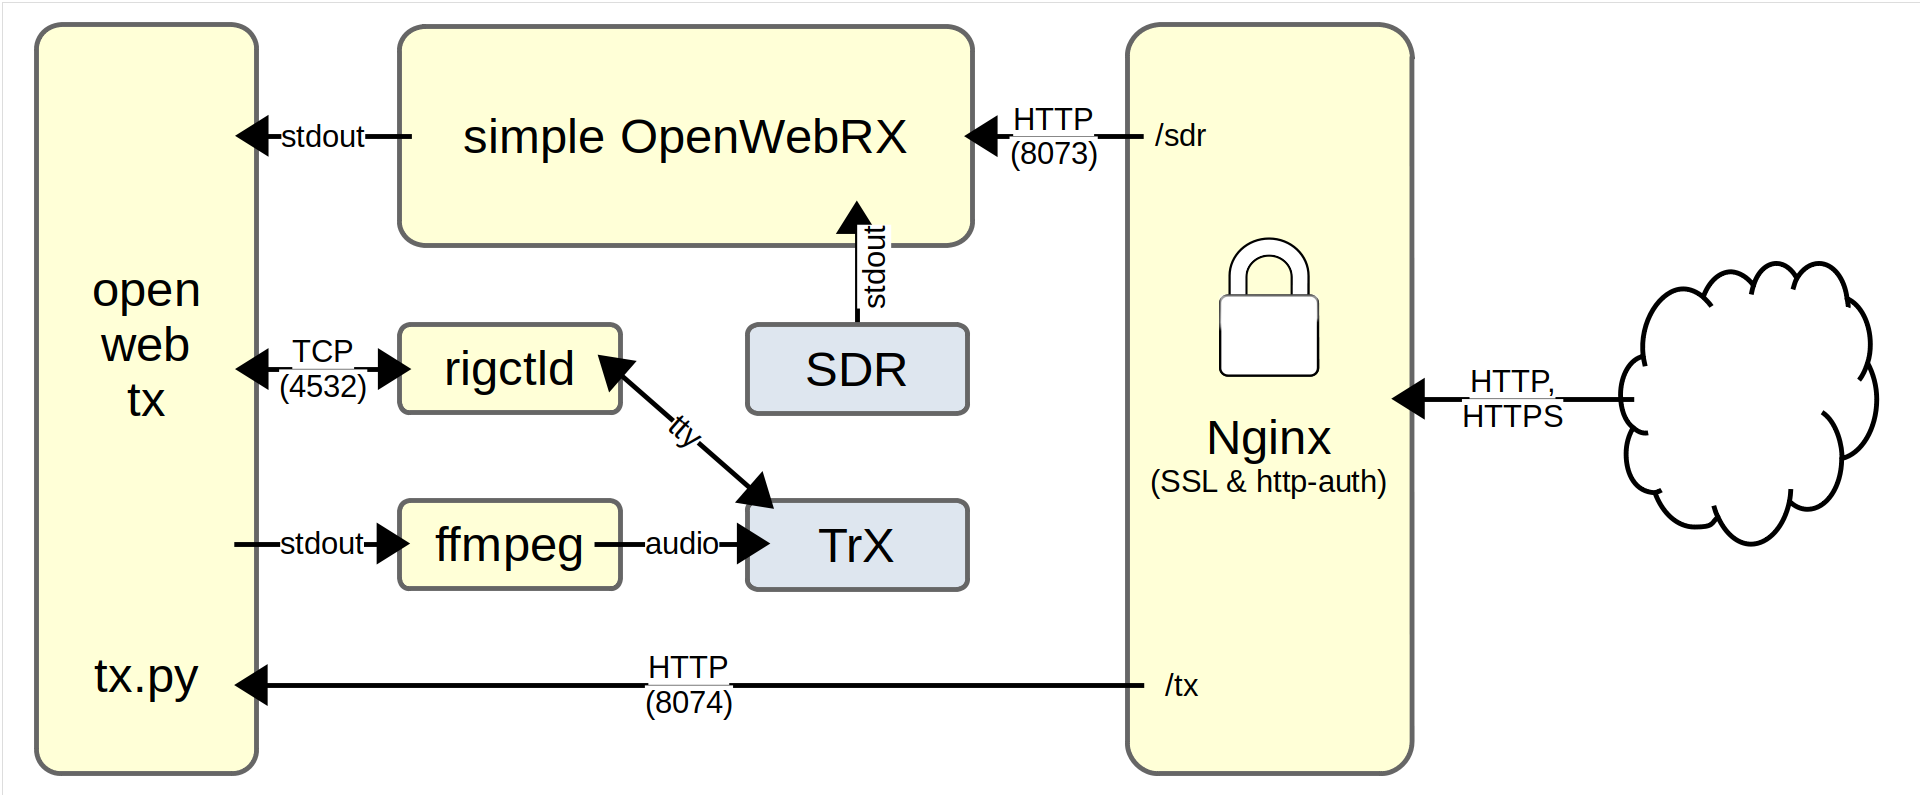 stdout
simple OpenWebRX
HTTP
(8073)
/sdr
stdout
open
web
tx
TCP
(4532)
rigctld
SDR
tty
HTTP,
HTTPS
Nginx
(SSL & http-auth)
stdout
ffmpeg
audio
TrX
tx.py
HTTP
(8074)
/tx